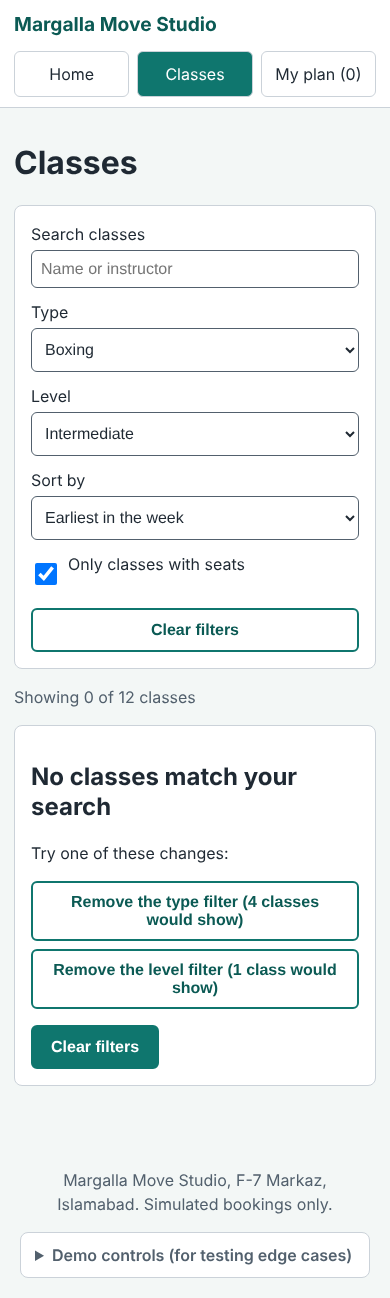 Margalla Move Studio
Home
Classes
My plan (0)
Classes
Search classes
Name or instructor
Type
Boxing
Level
Intermediate
Sort by
Earliest in the week
Only classes with seats
Clear filters
Showing 0 of 12 classes
No classes match your
search
Try one of these changes:
Remove the type filter (4 classes
would show)
Remove the level filter (1 class would
show)
Clear filters
Margalla Move Studio, F-7 Markaz,
Islamabad. Simulated bookings only.
Demo controls (for testing edge cases)